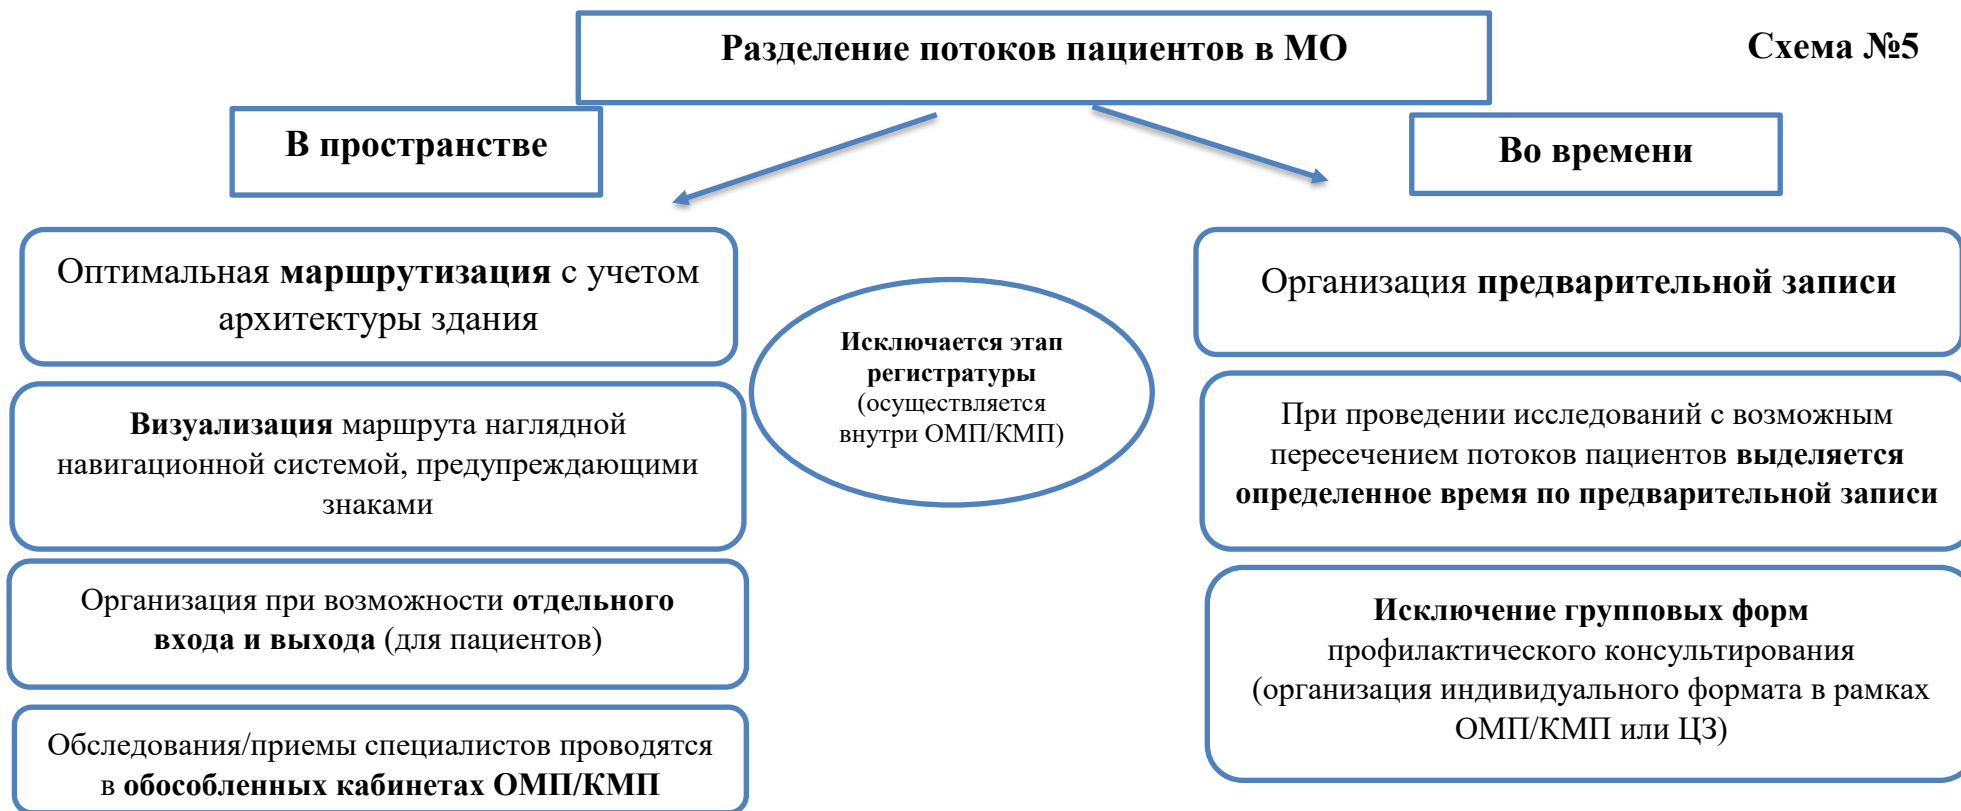 Разделение потоков пациентов в МО
Схема №5
В пространстве
Во времени
Оптимальная маршрутизация с учетом
архитектуры здания
Визуализация маршрута наглядной
навигационной системой, предупреждающими
знаками
Организация при возможности отдельного
входа и выхода (для пациентов)
Обследования/приемы специалистов проводятся
в обособленных кабинетах ОМП/КМП
Исключается этап
регистратуры
(осуществляется
внутри ОМП/КМП)
Организация предварительной записи
При проведении исследований с возможным
пересечением потоков пациентов выделяется
определенное время по предварительной записи
Исключение групповых форм
профилактического консультирования
(организация индивидуального формата в рамках
ОМП/КМП или ЦЗ)